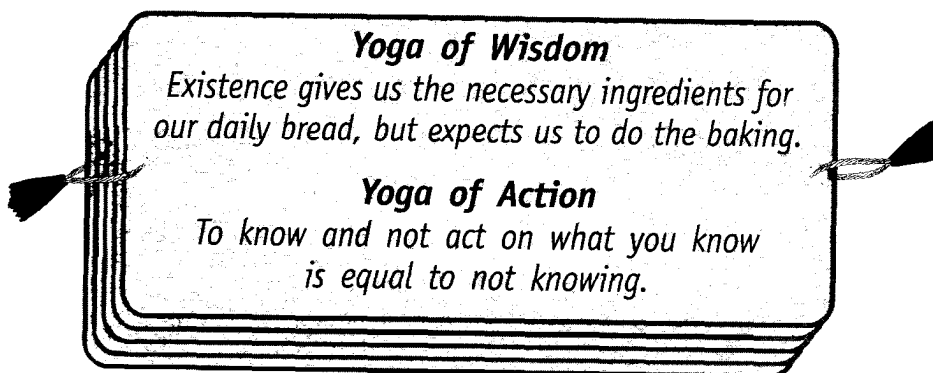 Yoga of Wisdom
Existence gives us the necessary ingredients for
our daily bread, but expects us to do the baking.
Yoga of Action
To know and not act on what you know
is equal to not knowing.